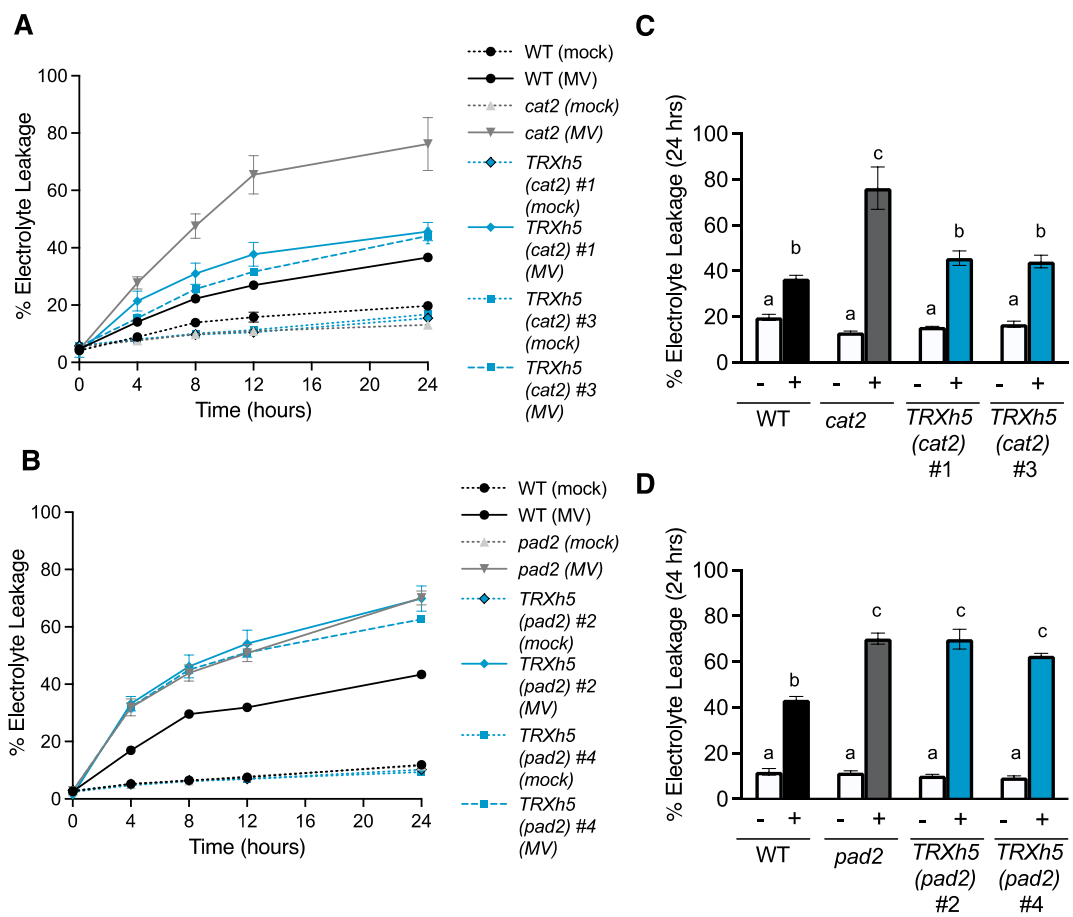 A
% Electrolyte Leakage
100
80
60
40
20
0
0
4
8
12
16
20
24
Time (hours)
WT (mock)
WT (MV)
cat2 (mock)
cat2 (MV)
TRXh5
(cat2) #1
(mock)
TRXh5
(cat2) #1
(MV)
TRXh5
(cat2) #3
(mock)
TRXh5
(cat2) #3
(MV)
B
% Electrolyte Leakage
100
80
60
40
20
0
0
4
8
12
16
20
24
Time (hours)
WT (mock)
WT (MV)
pad2 (mock)
pad2 (MV)
TRXh5
(pad2) #2
(mock)
TRXh5
(pad2) #2
(MV)
TRXh5
(pad2) #4
(mock)
TRXh5
(pad2) #4
(MV)
C
% Electrolyte Leakage (24 hrs)
100
80
60
40
20
0
a
b
a
c
a
b
a
b
- + - + - + - +
WT
cat2
TRXh5
(cat2)
#1
TRXh5
(cat2)
#3
D
% Electrolyte Leakage (24 hrs)
100
80
60
40
20
0
a
b
a
c
a
c
a
c
- + - + - + - +
WT
pad2
TRXh5
(pad2)
#2
TRXh5
(pad2)
#4